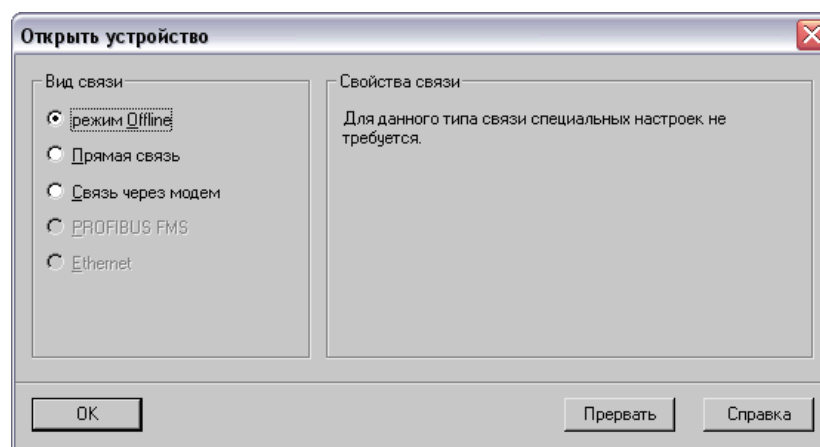 Открыть устройство
Вид связи
режим Offline
Прямая связь
Связь через модем
PROFIBUS FMS
Ethernet
Свойства связи
Для данного типа связи специальных настроек не
требуется.
OK
Прервать
Справка